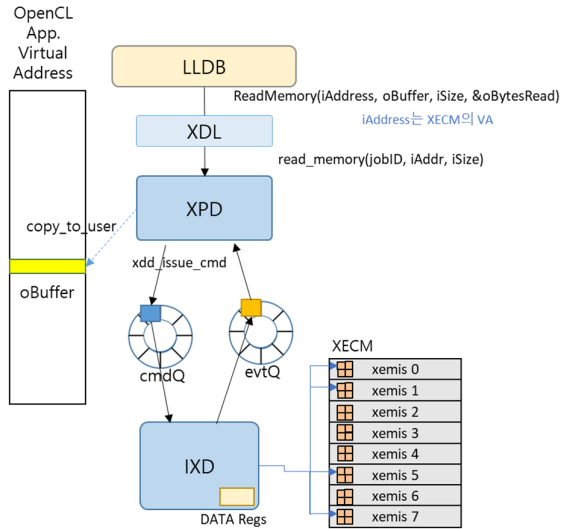 OpenCL
App.
Virtual
Address
LLDB
ReadMemory(iAddress, oBuffer, iSize, &oBytesRead)
iAddress는 XECM의 VA
XDL
read_memory(jobID, iAddr, iSize)
XPD
copy_to_user
xdd_issue_cmd
oBuffer
cmdQ
evtQ
XECM
xemis 0
xemis 1
xemis 2
xemis 3
xemis 4
xemis 5
xemis 6
xemis 7
IXD
DATA Regs